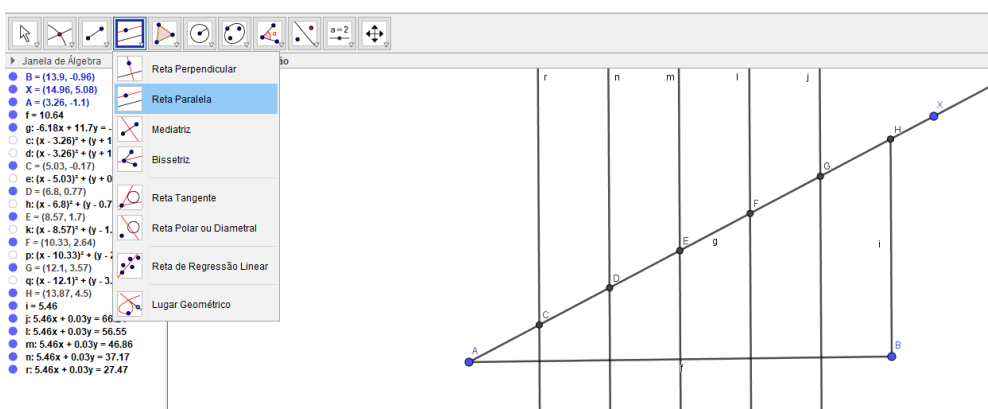 a=2
Janela de Álgebra
ão
B = (13.9, -0.96)
X = (14.96, 5.08)
A = (3.26, -1.1)
f = 10.64
g: -6.18x + 11.7y = -
c: (x - 3.26)² + (y + 1
d: (x - 3.26)² + (y + 1
C = (5.03, -0.17)
e: (x - 5.03)² + (y + 0
D = (6.8, 0.77)
h: (x - 6.8)² + (y - 0.7
E = (8.57, 1.7)
k: (x - 8.57)² + (y - 1.
F = (10.33, 2.64)
p: (x - 10.33)² + (y - 2
G = (12.1, 3.57)
q: (x - 12.1)² + (y - 3.
H = (13.87, 4.5)
i = 5.46
j: 5.46x + 0.03y = 66.
l: 5.46x + 0.03y = 56.55
m: 5.46x + 0.03y = 46.86
n: 5.46x + 0.03y = 37.17
r: 5.46x + 0.03y = 27.47
Reta Perpendicular
Reta Paralela
Mediatriz
Bissetriz
Reta Tangente
Reta Polar ou Diametral
Reta de Regressão Linear
Lugar Geométrico
α
r n m l j
X
H
G
F
E g i
D
C
A B
f